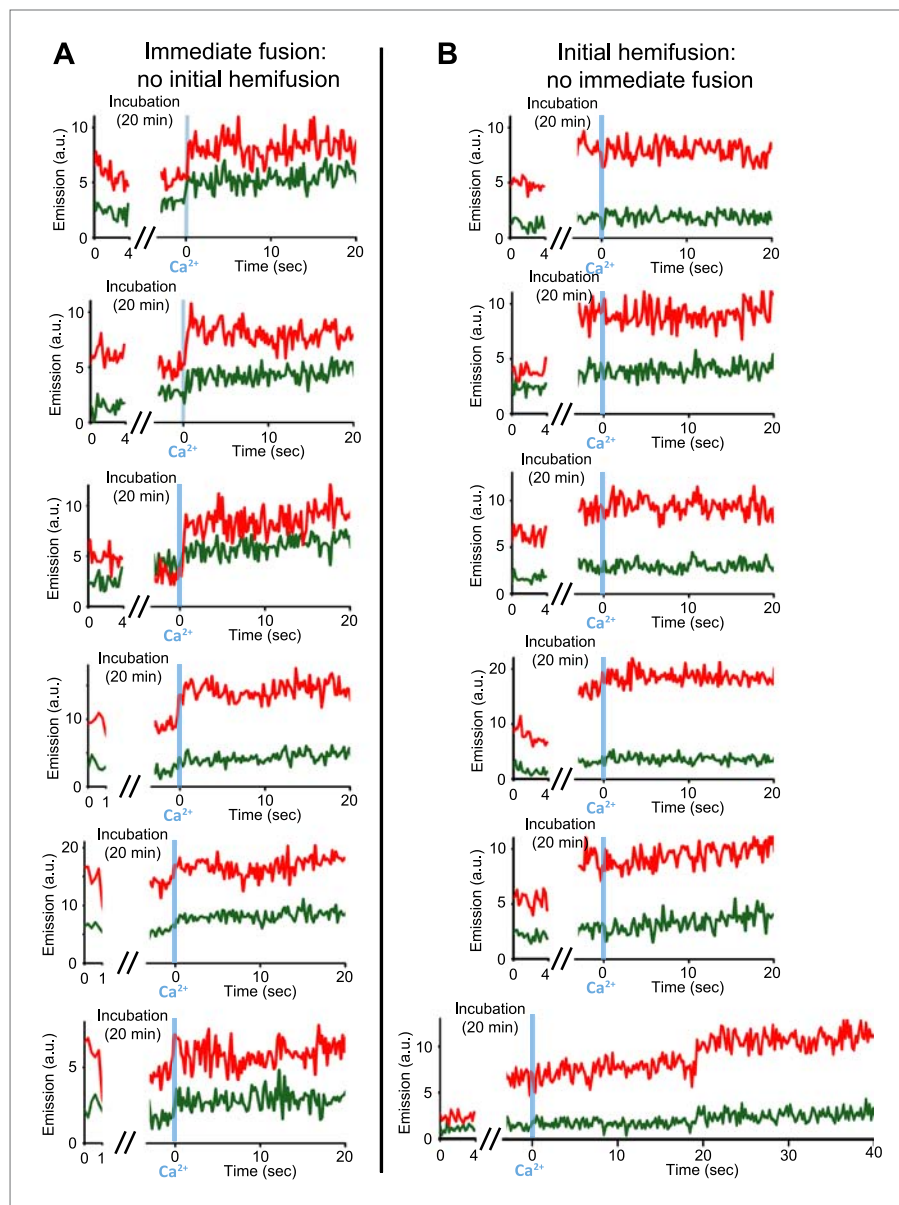 A
Immediate fusion:
no initial hemifusion
Incubation
(20 min)
Emission (a.u.)
10
5
0
0 4 0 10 20
Ca²⁺
Time (sec)
Incubation
(20 min)
Emission (a.u.)
10
5
0
0 4 0 10 20
Ca²⁺
Time (sec)
Incubation
(20 min)
Emission (a.u.)
10
5
0
0 4 0 10 20
Ca²⁺
Time (sec)
Incubation
(20 min)
Emission (a.u.)
10
0
0 1 0 10 20
Ca²⁺
Time (sec)
Incubation
(20 min)
Emission (a.u.)
20
10
0
0 1 0 10 20
Ca²⁺
Time (sec)
Incubation
(20 min)
Emission (a.u.)
5
0
0 1 0 10 20
Ca²⁺
Time (sec)
B
Initial hemifusion:
no immediate fusion
Incubation
(20 min)
Emission (a.u.)
10
5
0
0 4 0 10 20
Ca²⁺
Time (sec)
Incubation
(20 min)
Emission (a.u.)
10
5
0
0 4 0 10 20
Ca²⁺
Time (sec)
Incubation
(20 min)
Emission (a.u.)
10
5
0
0 4 0 10 20
Ca²⁺
Time (sec)
Incubation
(20 min)
Emission (a.u.)
20
10
0
0 4 0 10 20
Ca²⁺
Time (sec)
Incubation
(20 min)
Emission (a.u.)
10
5
0
0 4 0 10 20
Ca²⁺
Time (sec)
Incubation
(20 min)
Emission (a.u.)
10
5
0
0 4 0 10 20 30 40
Ca²⁺
Time (sec)